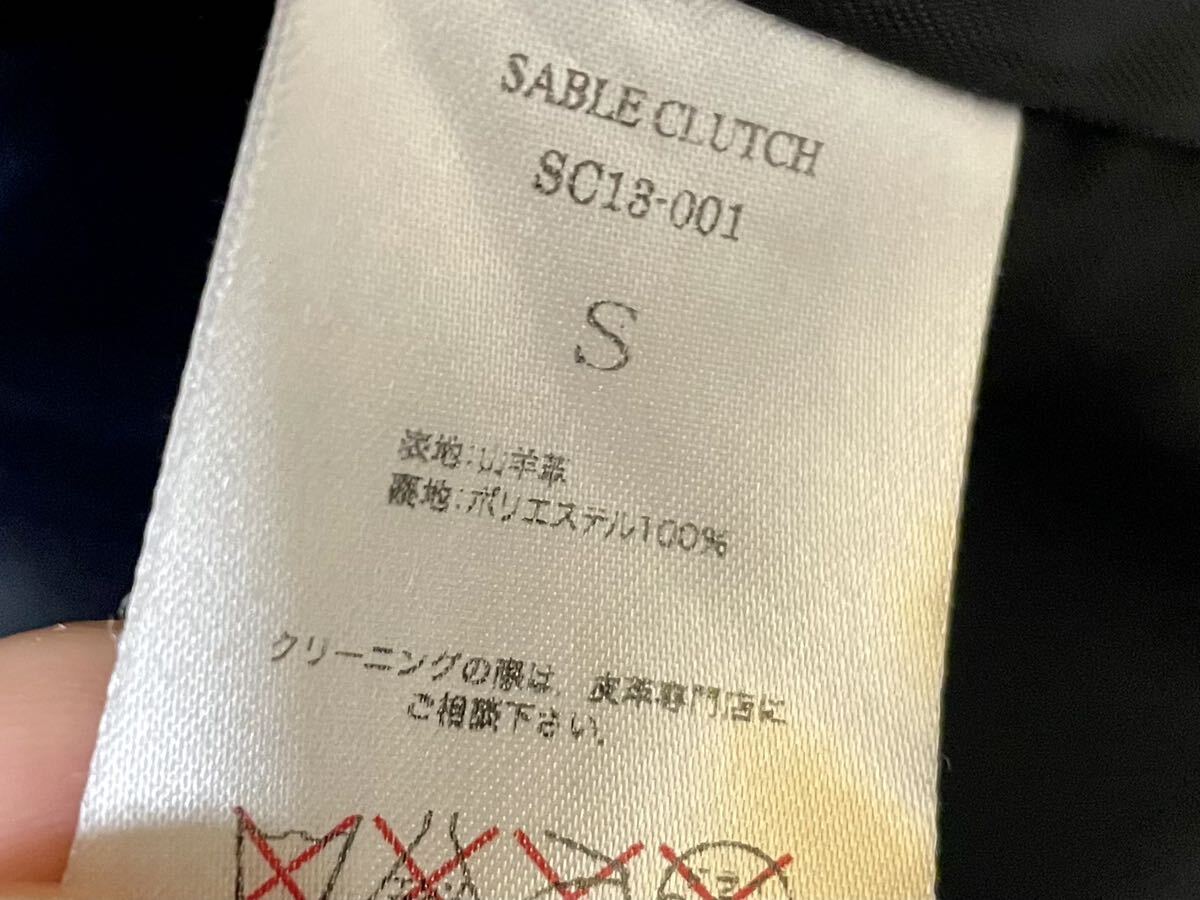 SABLE CLUTCH
SC13-001
S
表地:山羊革
裏地:ポリエステル100%
クリーニングの際は、皮革専門店に
ご相談下さい。